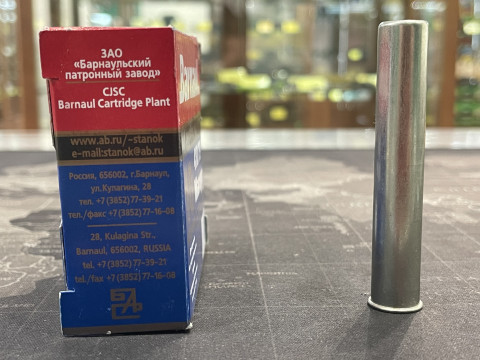 ЗАО
«Барнаульский
патронный завод»
CJSC
Barnaul Cartridge Plant
www.ab.ru/~stanok
e-mail:stanok@ab.ru
Россия, 656002, г.Барнаул,
ул.Кулагина, 28
тел. +7 (3852) 77-39-21
тел./факс +7 (3852) 77-16-08
28, Kulagina Str.,
Barnaul, 656002, RUSSIA
tel. +7 (3852) 77-39-21
tel./fax +7 (3852) 77-16-08